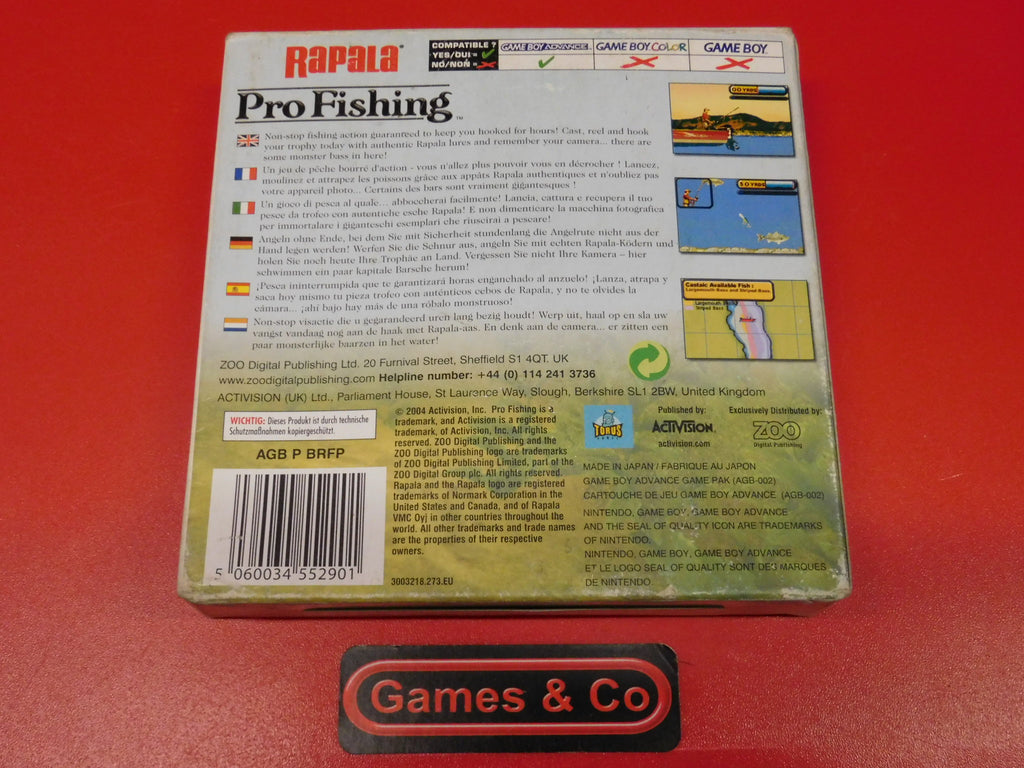 RAPALA
COMPATIBLE ?
YES/OUI=
NO/NON =
GAME BOY ADVANCE
GAME BOY COLOR
GAME BOY
Pro Fishing™
Non-stop fishing action guaranteed to keep you hooked for hours! Cast, reel and hook
your trophy today with authentic Rapala lures and remember your camera... there are
some monster bass in here!
Un jeu de pêche bourré d'action - vous n'allez plus pouvoir vous en décrocher ! Lancez,
moulinez et attrapez les poissons grâce aux appâts Rapala authentiques et n'oubliez pas
votre appareil photo... Certains des bars sont vraiment gigantesques !
Un gioco di pesca al quale... abboccherai facilmente! Lancia, cattura e recupera il tuo
pesce da trofeo con autentiche esche Rapala! E non dimenticare la macchina fotografica
per immortalare i giganteschi esemplari che riuscirai a pescare!
Angeln ohne Ende, bei dem Sie mit Sicherheit stundenlang die Angelrute nicht aus der
Hand legen werden! Werfen Sie die Schnur aus, angeln Sie mit echten Rapala-Ködern und
holen Sie noch heute Ihre Trophäe an Land. Vergessen Sie nicht Ihre Kamera – hier
schwimmen ein paar kapitale Barsche herum!
¡Pesca ininterrumpida que te garantizará horas enganchado al anzuelo! ¡Lanza, atrapa y
saca hoy mismo tu pieza trofeo con auténticos cebos de Rapala, y no te olvides la
cámara... ¡ahí bajo hay más de una róbalo monstruoso!
Non-stop visactie die u gegarandeerd uren lang bezig houdt! Werp uit, haal op en sla uw
vangst vandaag nog aan de haak met Rapala-aas. En denk aan de camera... er zitten een
paar monsterlijke baarzen in het water!
00 YRDS
50 YRDS
Castaic Available Fish :
Largemouth Bass and Striped Bass
Largemouth Bass
Striped Bass
ZOO Digital Publishing Ltd. 20 Furnival Street, Sheffield S1 4QT. UK
www.zoodigitalpublishing.com Helpline number: +44 (0) 114 241 3736
ACTIVISION (UK) Ltd., Parliament House, St Laurence Way, Slough, Berkshire SL1 2BW, United Kingdom
WICHTIG: Dieses Produkt ist durch technische
Schutzmaßnahmen kopiergeschützt.
AGB P BRFP
5 060034 552901
© 2004 Activision, Inc. Pro Fishing is a
trademark, and Activision is a registered
trademark, of Activision, Inc. All rights
reserved. ZOO Digital Publishing and the
ZOO Digital Publishing logo are trademarks
of ZOO Digital Publishing Limited, part of the
ZOO Digital Group plc. All rights reserved.
Rapala and the Rapala logo are registered
trademarks of Normark Corporation in the
United States and Canada, and of Rapala
VMC Oyj in other countries throughout the
world. All other trademarks and trade names
are the properties of their respective
owners.
3003218.273.EU
TORUS
GAMES
Published by:
ACTIVISION
activision.com
Exclusively Distributed by:
ZOO
Digital Publishing
MADE IN JAPAN / FABRIQUE AU JAPON
GAME BOY ADVANCE GAME PAK (AGB-002)
CARTOUCHE DE JEU GAME BOY ADVANCE (AGB-002)
NINTENDO, GAME BOY, GAME BOY ADVANCE
AND THE SEAL OF QUALITY ICON ARE TRADEMARKS
OF NINTENDO.
NINTENDO, GAME BOY, GAME BOY ADVANCE
ET LE LOGO SEAL OF QUALITY SONT DES MARQUES
DE NINTENDO.
Games & Co